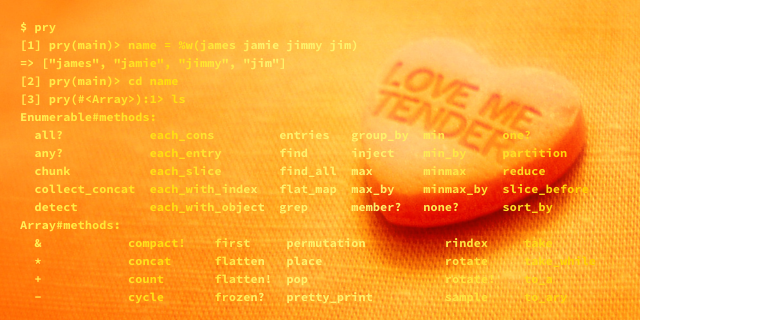 $ pry
[1] pry(main)> name = %w(james jamie jimmy jim)
=> ["james", "jamie", "jimmy", "jim"]
[2] pry(main)> cd name
[3] pry(#<Array>):1> ls
Enumerable#methods:
all? each_cons entries group_by min one?
any? each_entry find inject min_by partition
chunk each_slice find_all max minmax reduce
collect_concat each_with_index flat_map max_by minmax_by slice_before
detect each_with_object grep member? none? sort_by
Array#methods:
& compact! first permutation rindex take
* concat flatten place rotate take_while
+ count flatten! pop rotate to_a
- cycle frozen? pretty_print sample to_ary
LOVE ME
TENDER